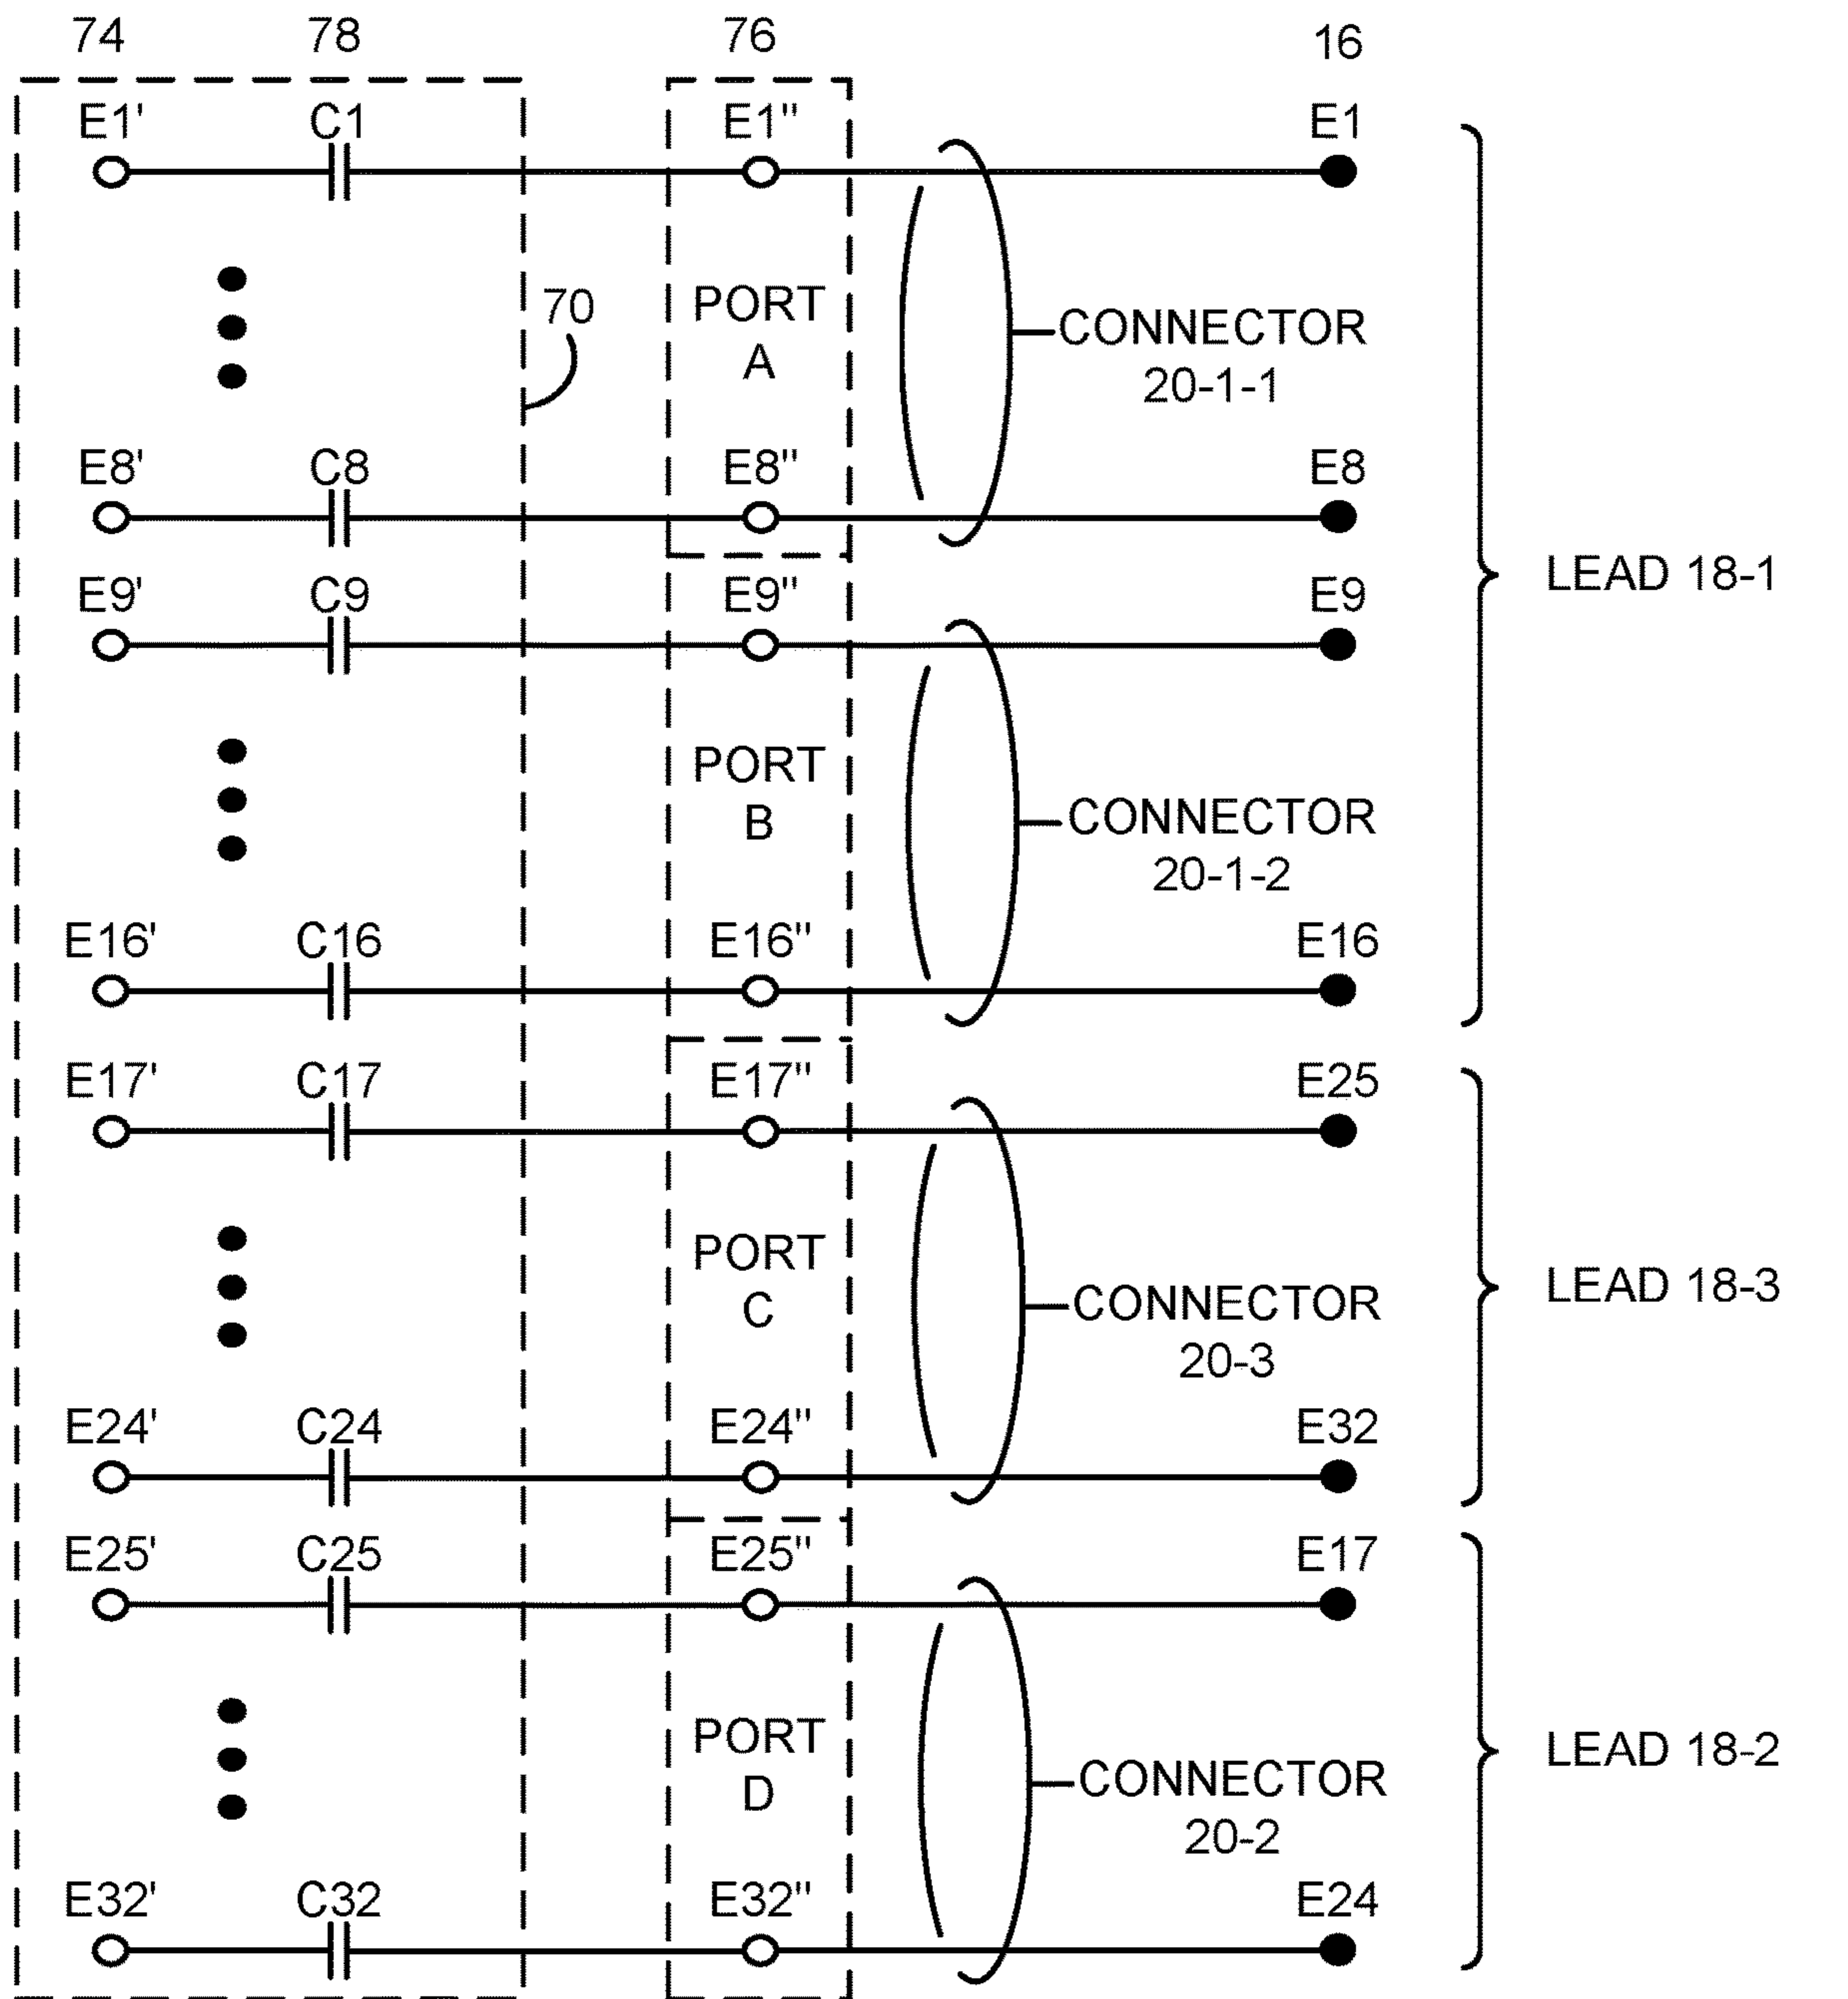 74 78 76 16
E1' C1 E1" E1
70 PORT A CONNECTOR 20-1-1
E8' C8 E8" E8
LEAD 18-1
E9' C9 E9" E9
PORT B CONNECTOR 20-1-2
E16' C16 E16" E16
E17' C17 E17" E25
PORT C CONNECTOR 20-3 LEAD 18-3
E24' C24 E24" E32
E25' C25 E25" E17
PORT D CONNECTOR 20-2 LEAD 18-2
E32' C32 E32" E24